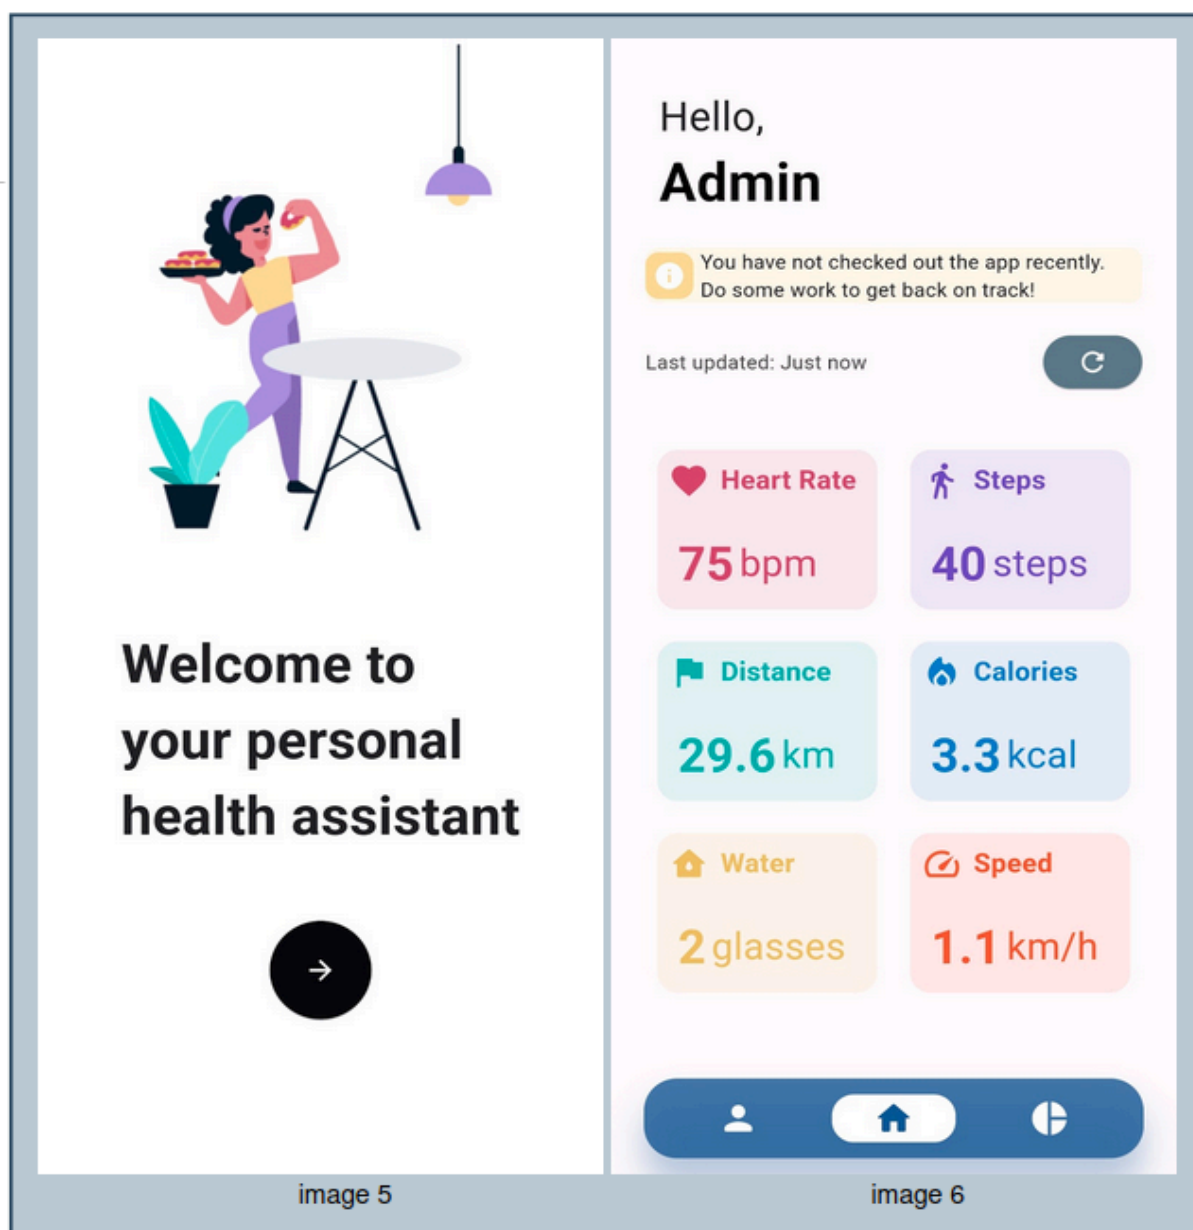 Welcome to
your personal
health assistant
image 5
Hello,
Admin
You have not checked out the app recently.
Do some work to get back on track!
Last updated: Just now
Heart Rate
75 bpm
Steps
40 steps
Distance
29.6 km
Calories
3.3 kcal
Water
2 glasses
Speed
1.1 km/h
image 6